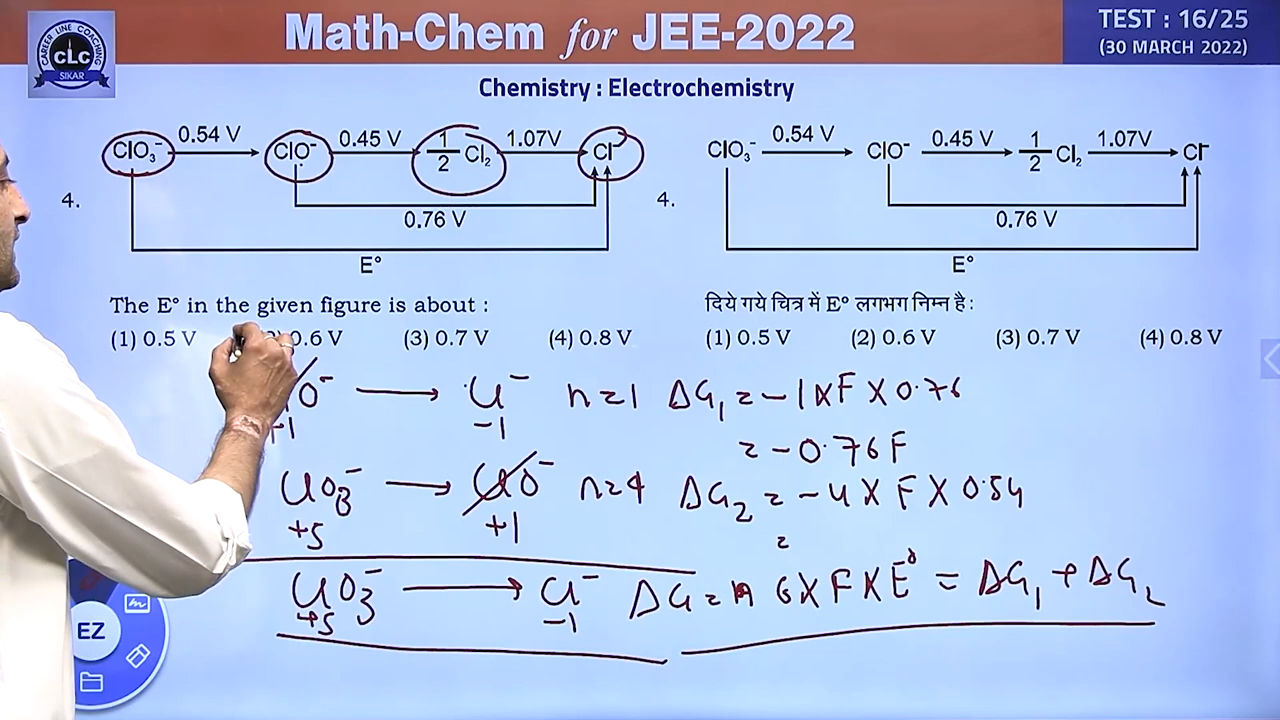 CAREER LINE COACHING
CLC
SIKAR
Math-Chem for JEE-2022
TEST : 16/25
(30 MARCH 2022)
Chemistry : Electrochemistry
4.
ClO₃⁻ 0.54 V ClO⁻ 0.45 V 1/2 Cl₂ 1.07V Cl⁻
0.76 V
E°
The E° in the given figure is about :
(1) 0.5 V 0.6 V (3) 0.7 V (4) 0.8 V
4.
ClO₃⁻ 0.54 V ClO⁻ 0.45 V 1/2 Cl₂ 1.07V Cl⁻
0.76 V
E°
दिये गये चित्र में E° लगभग निम्न है :
(1) 0.5 V (2) 0.6 V (3) 0.7 V (4) 0.8 V
O⁻ → Cl⁻ n=1 ΔG₁ = -1×F×0.76
+1 -1
= -0.76F
ClO₃⁻ → ClO⁻ n=4 ΔG₂ = -4×F×0.54
+5 +1
=
ClO₃⁻ → Cl⁻ ΔG = 6×F×E° = ΔG₁ + ΔG₂
+5 -1
EZ